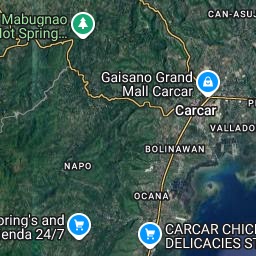 Mabugnao
Hot Spring...
CAN-ASUJ
Gaisano Grand
Mall Carcar
Carcar
VALLADO
BOLINAWAN
NAPO
OCANA
pring's and
enda 24/7
CARCAR CHIC
DELICACIES ST